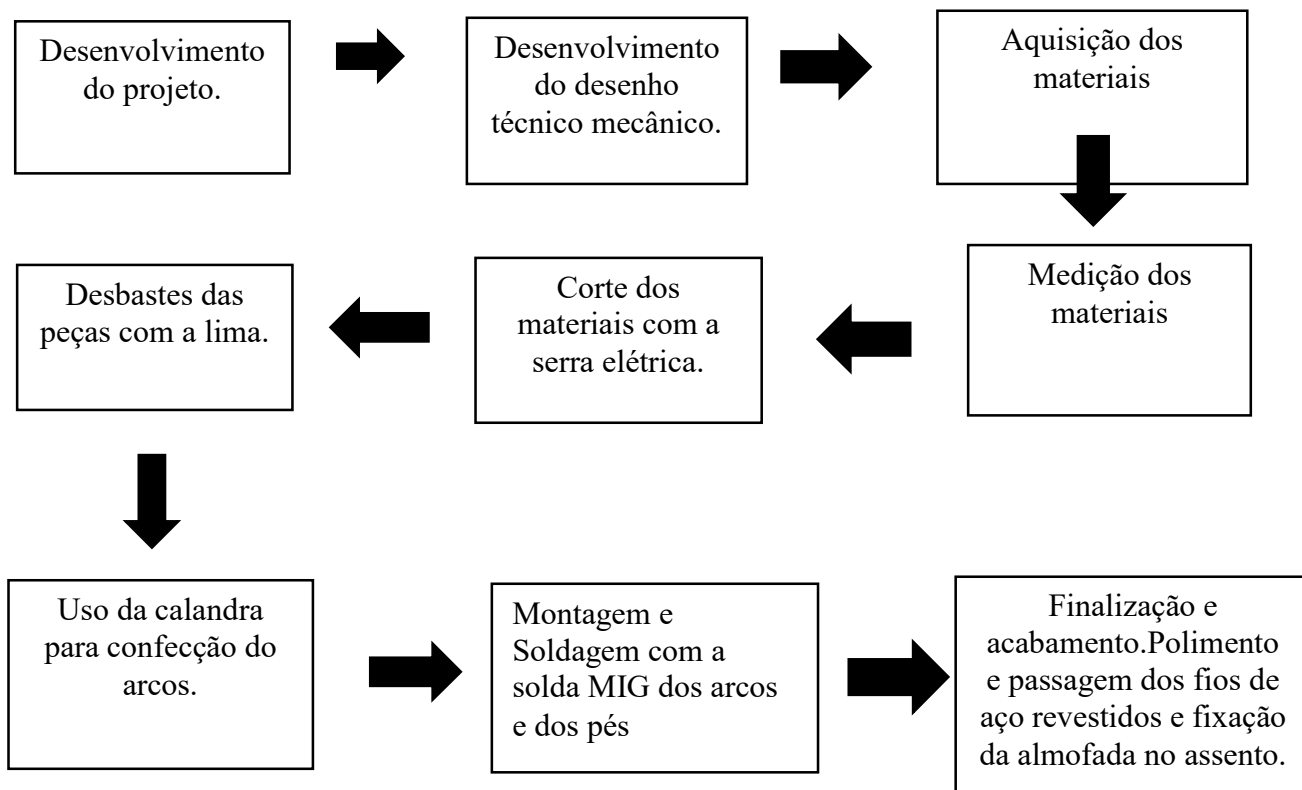 Desenvolvimento
do projeto.
Desenvolvimento
do desenho
técnico mecânico.
Aquisição dos
materiais
Medição dos
materiais
Corte dos
materiais com a
serra elétrica.
Desbastes das
peças com a lima.
Uso da calandra
para confecção do
arcos.
Montagem e
Soldagem com a
solda MIG dos arcos
e dos pés
Finalização e
acabamento.Polimento
e passagem dos fios de
aço revestidos e fixação
da almofada no assento.